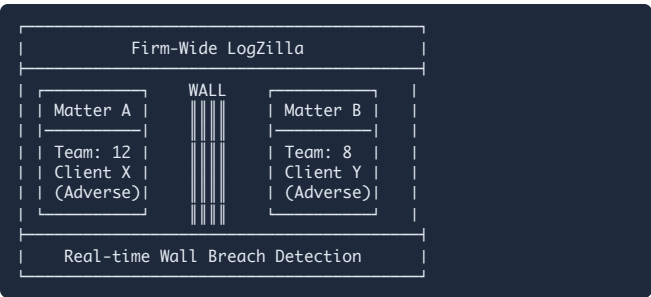 Firm-Wide LogZilla
WALL
Matter A Matter B
Team: 12 Team: 8
Client X Client Y
(Adverse) (Adverse)
Real-time Wall Breach Detection